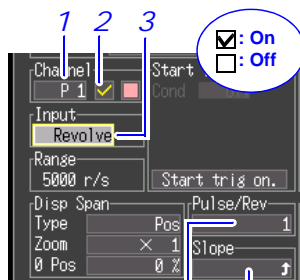 1 2 3
: On
: Off
Channel Start
P 1 Cond
Input
Revolve
Range
5000 r/s Start trig on.
Disp Span Pulse/Rev
Type Pos 1
Zoom × 1 Slope
0 Pos 0 %